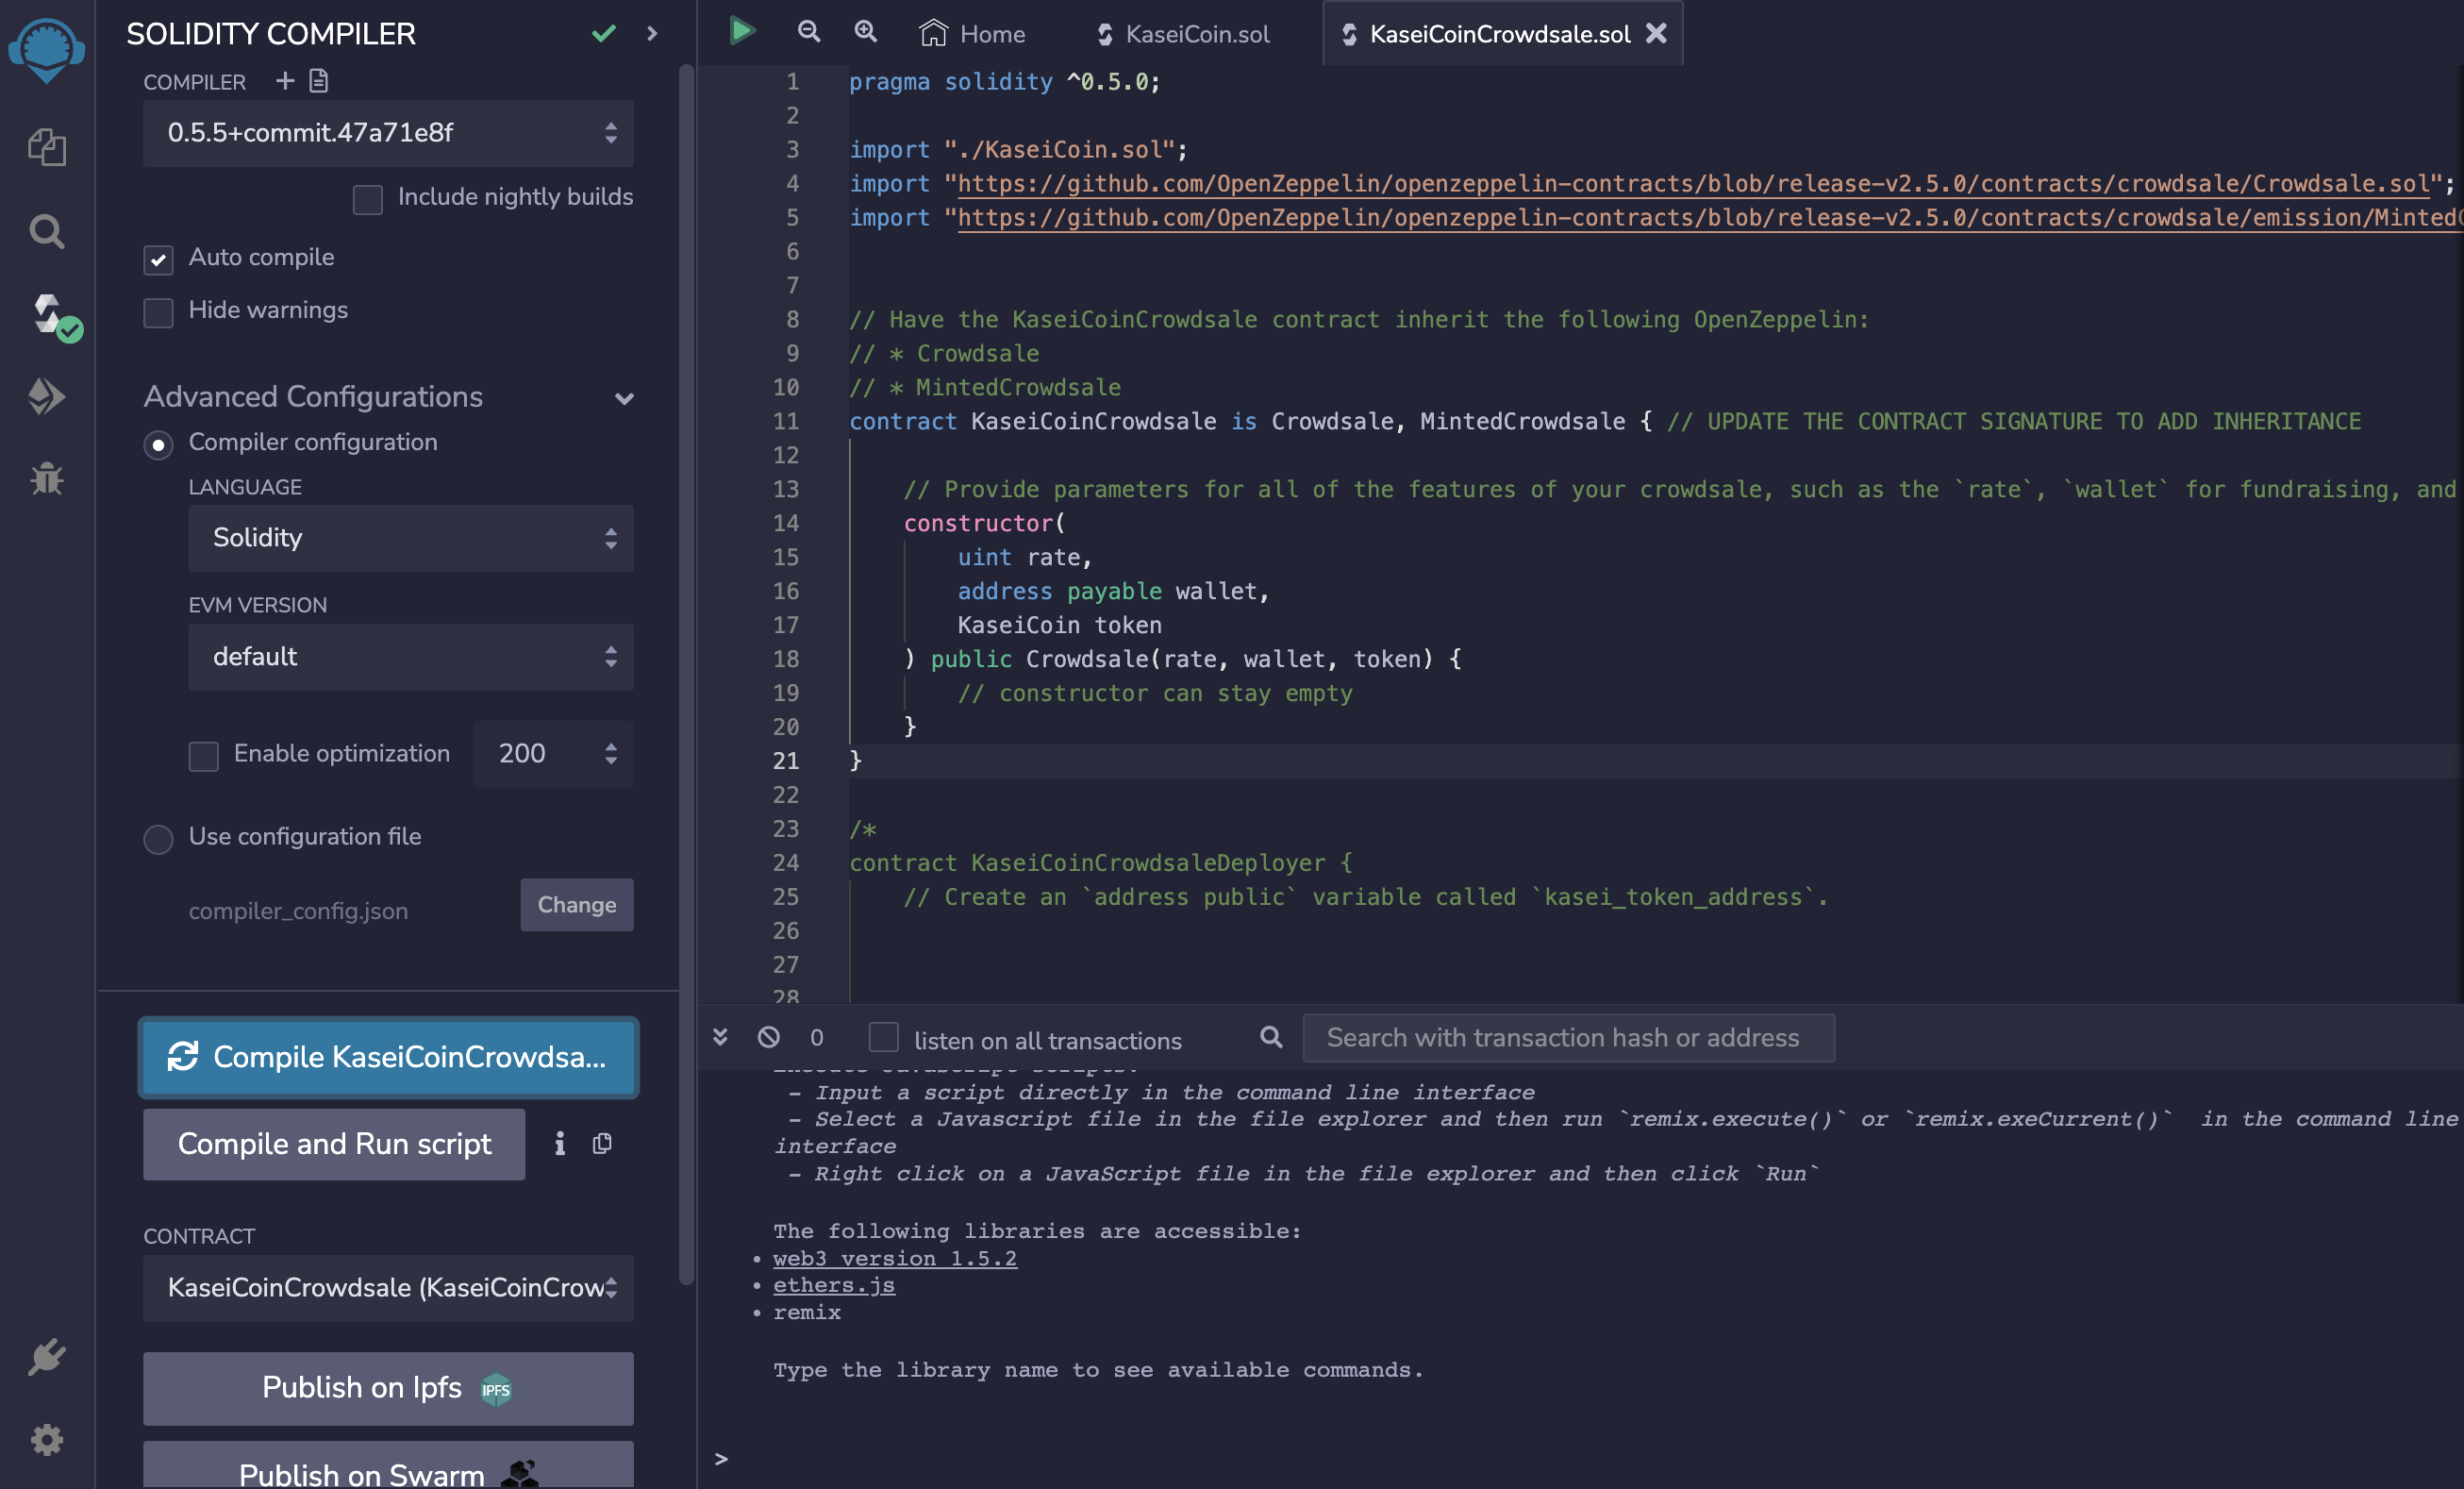 SOLIDITY COMPILER
COMPILER
0.5.5+commit.47a71e8f
Include nightly builds
Auto compile
Hide warnings
Advanced Configurations
Compiler configuration
LANGUAGE
Solidity
EVM VERSION
default
Enable optimization
200
Use configuration file
compiler_config.json
Change
Compile KaseiCoinCrowdsa...
Compile and Run script
CONTRACT
KaseiCoinCrowdsale (KaseiCoinCrow
Publish on Ipfs IPFS
Publish on Swarm
Home
KaseiCoin.sol
KaseiCoinCrowdsale.sol
1 pragma solidity ^0.5.0;
2
3 import "./KaseiCoin.sol";
4 import "https://github.com/OpenZeppelin/openzeppelin-contracts/blob/release-v2.5.0/contracts/crowdsale/Crowdsale.sol";
5 import "https://github.com/OpenZeppelin/openzeppelin-contracts/blob/release-v2.5.0/contracts/crowdsale/emission/Minted
6
7
8 // Have the KaseiCoinCrowdsale contract inherit the following OpenZeppelin:
9 // * Crowdsale
10 // * MintedCrowdsale
11 contract KaseiCoinCrowdsale is Crowdsale, MintedCrowdsale { // UPDATE THE CONTRACT SIGNATURE TO ADD INHERITANCE
12
13 // Provide parameters for all of the features of your crowdsale, such as the `rate`, `wallet` for fundraising, and
14 constructor(
15 uint rate,
16 address payable wallet,
17 KaseiCoin token
18 ) public Crowdsale(rate, wallet, token) {
19 // constructor can stay empty
20 }
21 }
22
23 /*
24 contract KaseiCoinCrowdsaleDeployer {
25 // Create an `address public` variable called `kasei_token_address`.
26
27
28
0
listen on all transactions
Search with transaction hash or address
- Input a script directly in the command line interface
- Select a Javascript file in the file explorer and then run `remix.execute()` or `remix.exeCurrent()` in the command line
interface
- Right click on a JavaScript file in the file explorer and then click `Run`
The following libraries are accessible:
• web3 version 1.5.2
• ethers.js
• remix
Type the library name to see available commands.
>